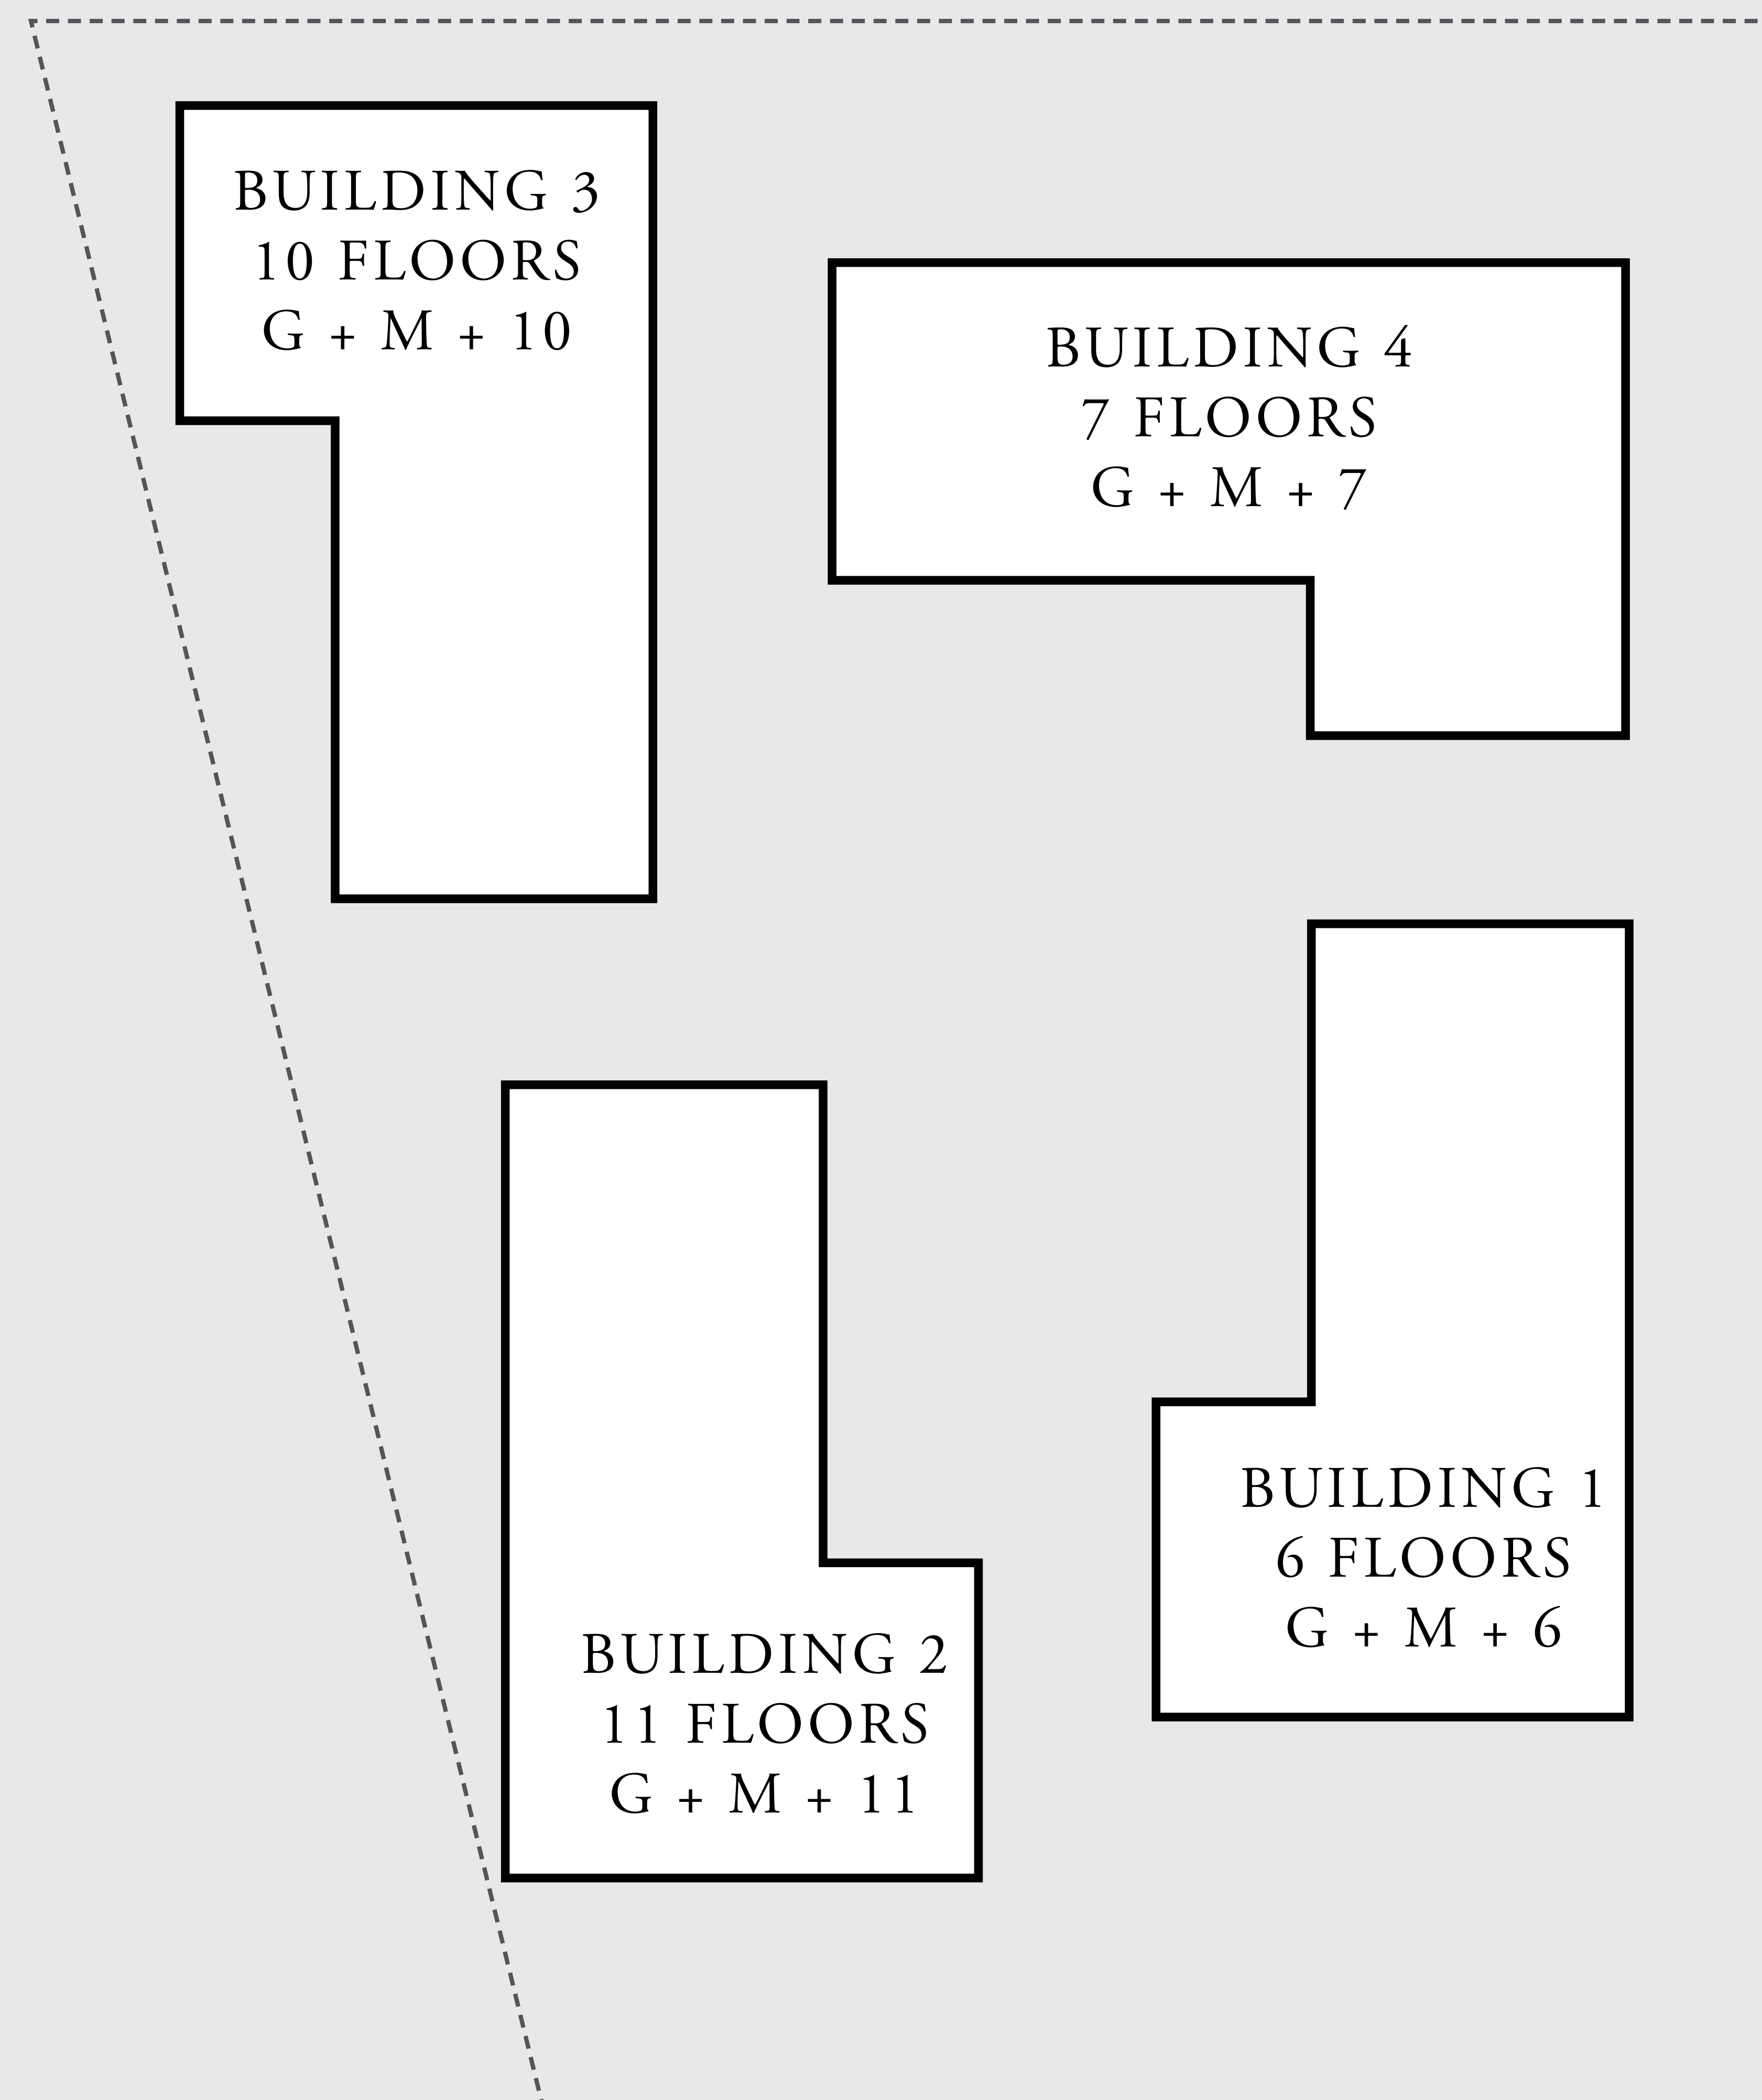 BUILDING 3
10 FLOORS
G + M + 10
BUILDING 4
7 FLOORS
G + M + 7
BUILDING 1
6 FLOORS
G + M + 6
BUILDING 2
11 FLOORS
G + M + 11